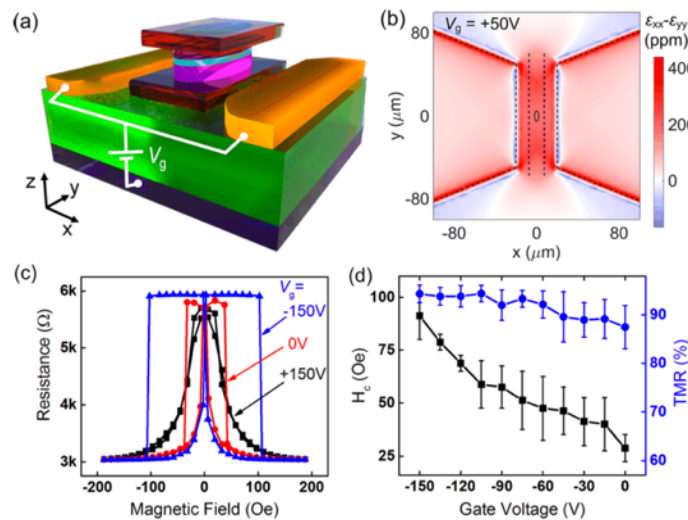 (a)
V_g
z
y
x
(b)
V_g = +50V
ε_xx-ε_yy
(ppm)
80
0
-80
y (μm)
-80 0 80
x (μm)
400
200
0
(c)
V_g =
-150V
0V
+150V
6k
5k
4k
3k
Resistance (Ω)
-200 -100 0 100 200
Magnetic Field (Oe)
(d)
100
75
50
25
H_c (Oe)
90
80
70
60
TMR (%)
-150 -120 -90 -60 -30 0
Gate Voltage (V)